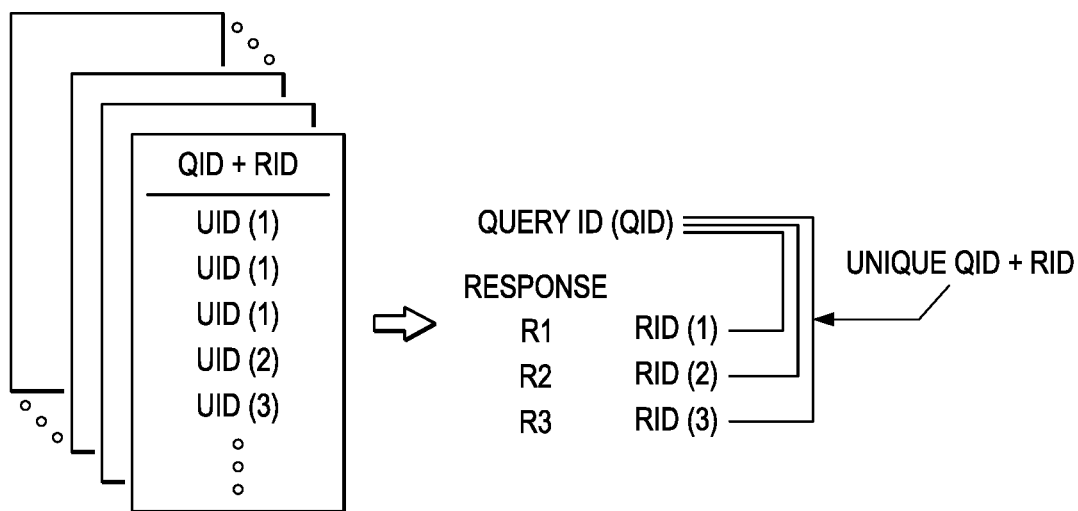 QID + RID
UID (1)
UID (1)
UID (1)
UID (2)
UID (3)
QUERY ID (QID)
RESPONSE
R1 RID (1)
R2 RID (2)
R3 RID (3)
UNIQUE QID + RID